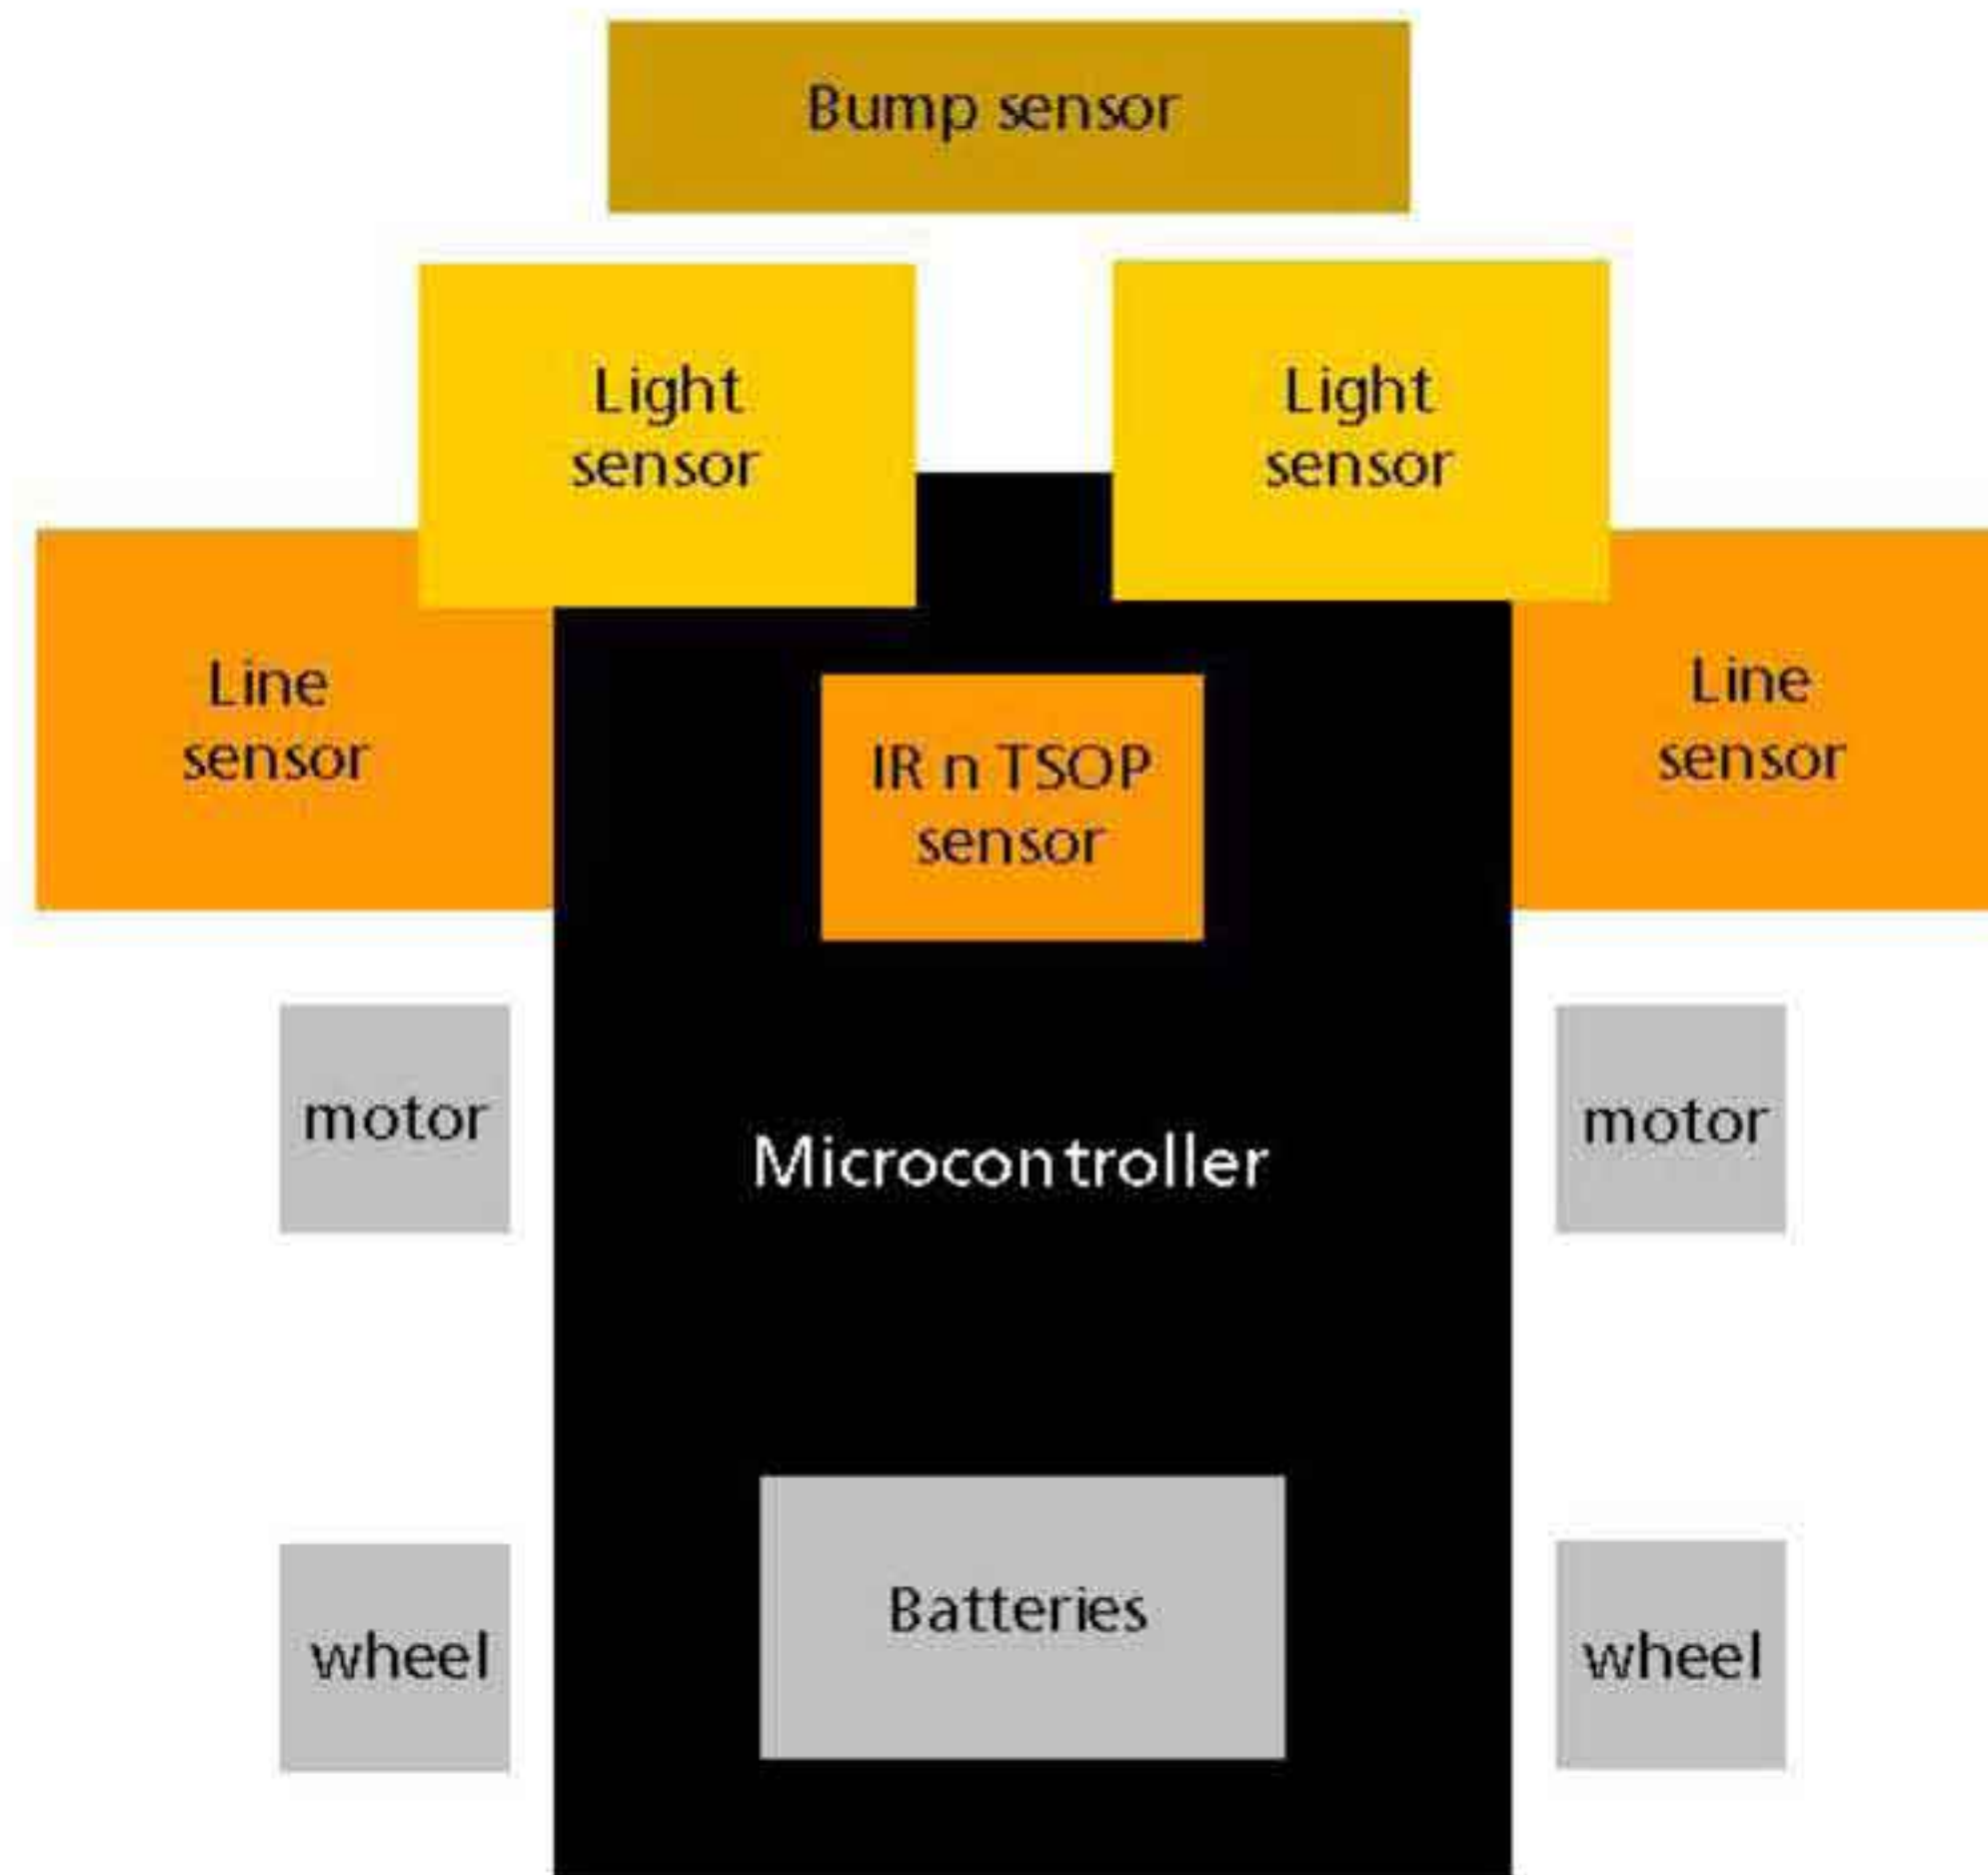 Bump sensor
Light
sensor
Light
sensor
Line
sensor
IR n TSOP
sensor
Line
sensor
motor
Microcontroller
motor
wheel
Batteries
wheel